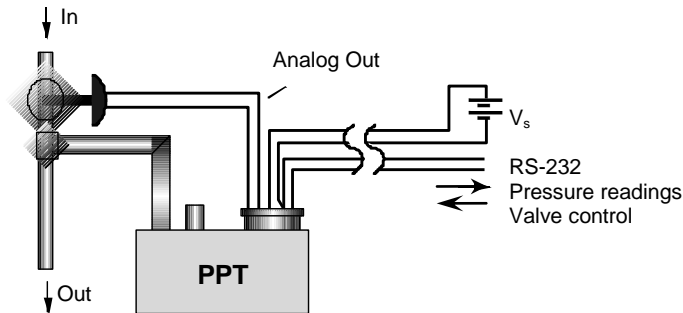 In
Analog Out
Vs
RS-232
Pressure readings
Valve control
PPT
Out